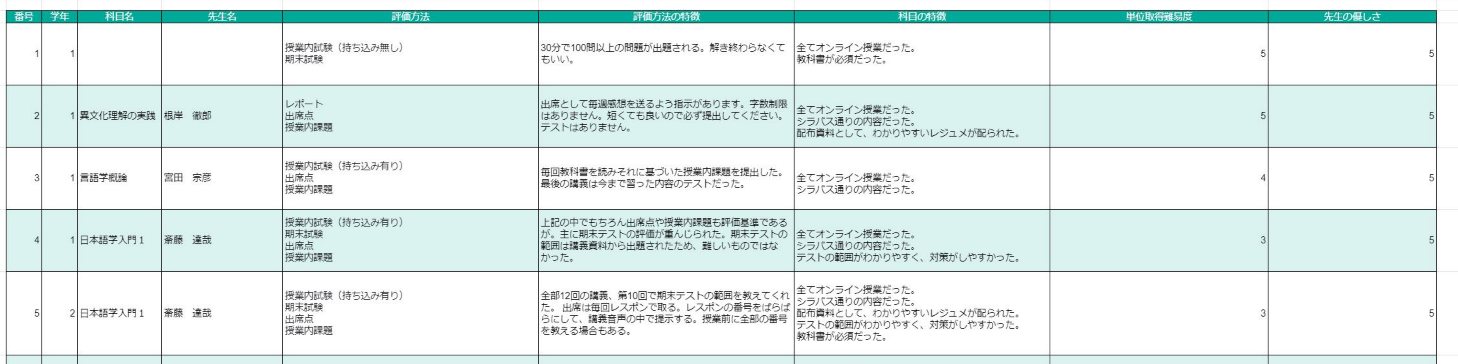 番号 学年 科目名 先生名 評価方法 評価方法の特徴 科目の特徴 単位取得難易度 先生の優しさ
1 1
授業内試験（持ち込み無し）
期末試験
30分で100問以上の問題が出題される。解き終わらなくて
もいい。
全てオンライン授業だった。
教科書が必須だった。
5 5
2 1 異文化理解の実践 根岸 徹郎
レポート
出席点
授業内課題
出席として毎週感想を送るよう指示があります。字数制限
はありません。短くても良いので必ず提出してください。
テストはありません。
全てオンライン授業だった。
シラバス通りの内容だった。
配布資料として、わかりやすいレジュメが配られた。
5 5
3 1 言語学概論 宮田 宗彦
授業内試験（持ち込み有り）
出席点
授業内課題
毎回教科書を読みそれに基づいた授業内課題を提出した。
最後の講義は今まで習った内容のテストだった。
全てオンライン授業だった。
シラバス通りの内容だった。
4 5
4 1 日本語学入門１ 斎藤 達哉
授業内試験（持ち込み有り）
期末試験
出席点
授業内課題
上記の中でもちろん出席点や授業内課題も評価基準である
が。主に期末テストの評価が重んじられた。期末テストの
範囲は講義資料から出題されたため、難しいものではな
かった。
全てオンライン授業だった。
シラバス通りの内容だった。
テストの範囲がわかりやすく、対策がしやすかった。
3 5
5 2 日本語学入門１ 斎藤 達哉
授業内試験（持ち込み有り）
期末試験
出席点
授業内課題
全部12回の講義、第10回で期末テストの範囲を教えてくれ
た。 出席は毎回レスポンで取る。レスポンの番号をばらば
らにして、講義音声の中で提示する。授業前に全部の番号
を教える場合もある。
全てオンライン授業だった。
シラバス通りの内容だった。
配布資料として、わかりやすいレジュメが配られた。
テストの範囲がわかりやすく、対策がしやすかった。
教科書が必須だった。
3 5